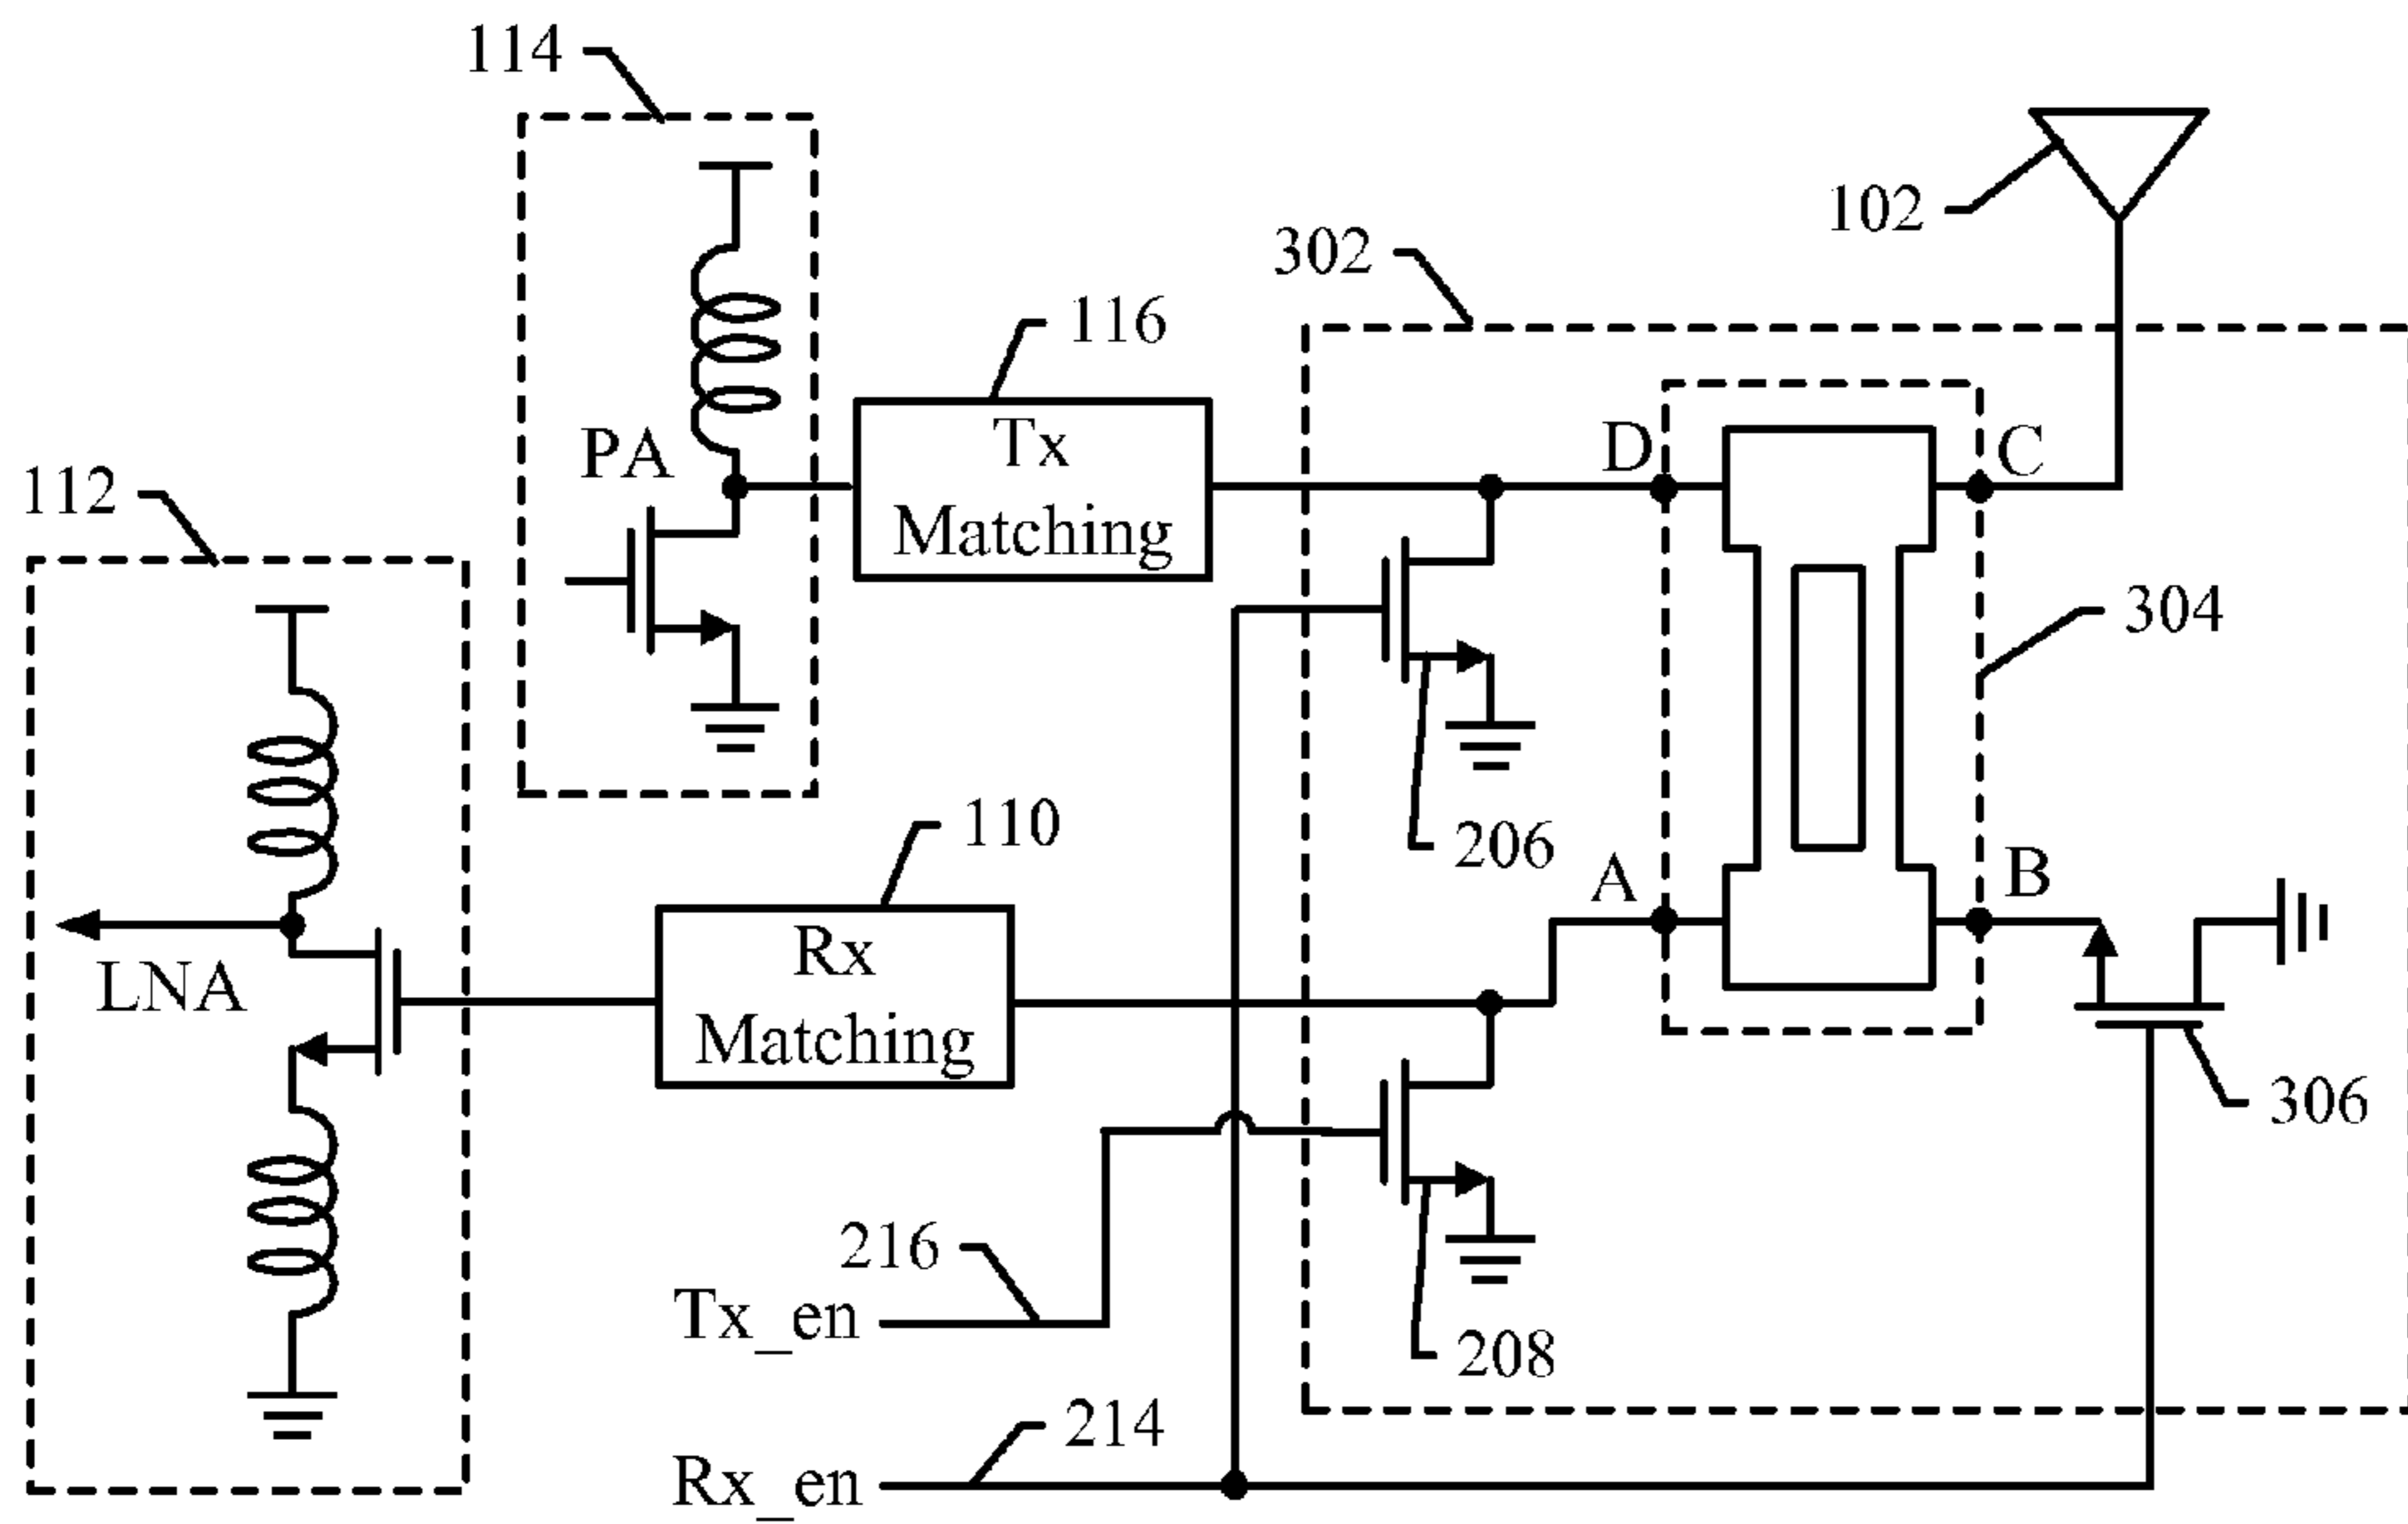 114
102
302
116
Tx
Matching
D
C
PA
112
304
206
110
A
B
Rx
Matching
LNA
306
216
Tx_en
208
214
Rx_en